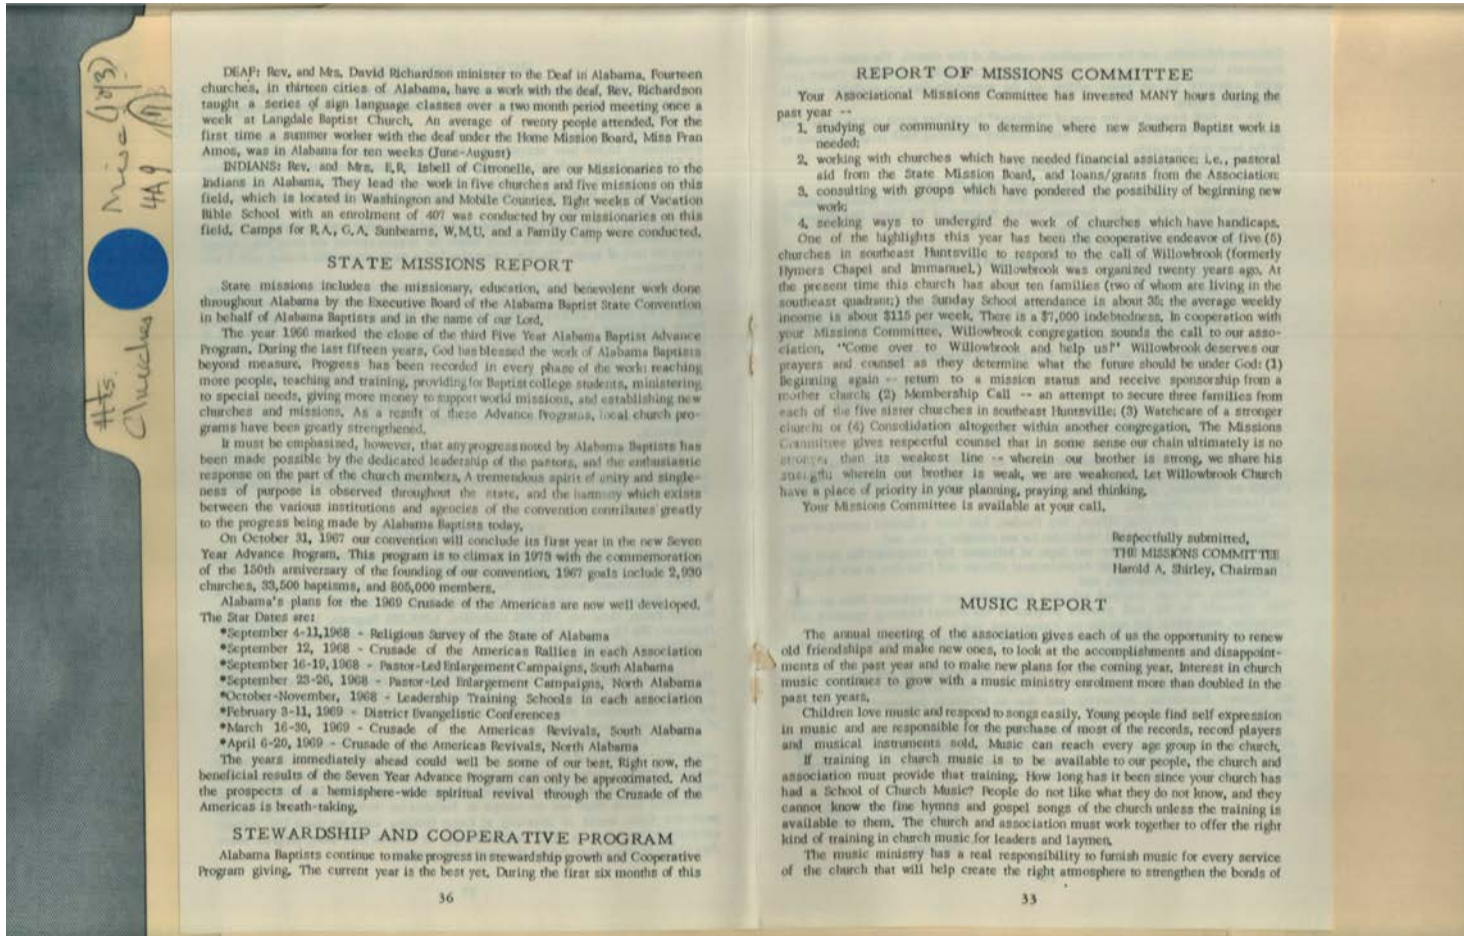 Misc (1 of 3)
4A9
Hts.
Churches
DEAF: Rev. and Mrs. David Richardson minister to the Deaf in Alabama. Fourteen
churches, in thirteen cities of Alabama, have a work with the deaf. Rev. Richardson
taught a series of sign language classes over a two month period meeting once a
week at Langdale Baptist Church. An average of twenty people attended. For the
first time a summer worker with the deaf under the Home Mission Board, Miss Fran
Amos, was in Alabama for ten weeks (June-August)
INDIANS: Rev. and Mrs. E.R. Isbell of Citronelle, are our Missionaries to the
Indians in Alabama. They lead the work in five churches and five missions on this
field, which is located in Washington and Mobile Counties. Eight weeks of Vacation
Bible School with an enrolment of 407 was conducted by our missionaries on this
field. Camps for R.A., G.A. Sunbeams, W.M.U. and a Family Camp were conducted.
STATE MISSIONS REPORT
State missions includes the missionary, education, and benevolent work done
throughout Alabama by the Executive Board of the Alabama Baptist State Convention
in behalf of Alabama Baptists and in the name of our Lord.
The year 1966 marked the close of the third Five Year Alabama Baptist Advance
Program. During the last fifteen years, God has blessed the work of Alabama Baptists
beyond measure. Progress has been recorded in every phase of the work: reaching
more people, teaching and training, providing for Baptist college students, ministering
to special needs, giving more money to support world missions, and establishing new
churches and missions. As a result of these Advance Programs, local church pro-
grams have been greatly strengthened.
It must be emphasized, however, that any progress noted by Alabama Baptists has
been made possible by the dedicated leadership of the pastors, and the enthusiastic
response on the part of the church members. A tremendous spirit of unity and single-
ness of purpose is observed throughout the state, and the harmony which exists
between the various institutions and agencies of the convention contributes greatly
to the progress being made by Alabama Baptists today.
On October 31, 1967 our convention will conclude its first year in the new Seven
Year Advance Program. This program is to climax in 1973 with the commemoration
of the 150th anniversary of the founding of our convention. 1967 goals include 2,930
churches, 33,500 baptisms, and 805,000 members.
Alabama's plans for the 1969 Crusade of the Americas are now well developed.
The Star Dates are:
*September 4-11,1968 - Religious Survey of the State of Alabama
*September 12, 1968 - Crusade of the Americas Rallies in each Association
*September 16-19,1968 - Pastor-Led Enlargement Campaigns, South Alabama
*September 23-26, 1968 - Pastor-Led Enlargement Campaigns, North Alabama
*October-November, 1968 - Leadership Training Schools in each association
*February 3-11, 1969 - District Evangelistic Conferences
*March 16-30, 1969 - Crusade of the Americas Revivals, South Alabama
*April 6-20, 1969 - Crusade of the Americas Revivals, North Alabama
The years immediately ahead could well be some of our best. Right now, the
beneficial results of the Seven Year Advance Program can only be approximated. And
the prospects of a hemisphere-wide spiritual revival through the Crusade of the
Americas is breath-taking.
STEWARDSHIP AND COOPERATIVE PROGRAM
Alabama Baptists continue to make progress in stewardship growth and Cooperative
Program giving. The current year is the best yet. During the first six months of this
36
REPORT OF MISSIONS COMMITTEE
Your Associational Missions Committee has invested MANY hours during the
past year --
1. studying our community to determine where new Southern Baptist work is
needed;
2. working with churches which have needed financial assistance; i.e., pastoral
aid from the State Mission Board, and loans/grants from the Association;
3. consulting with groups which have pondered the possibility of beginning new
work;
4. seeking ways to undergird the work of churches which have handicaps.
One of the highlights this year has been the cooperative endeavor of five (5)
churches in southeast Huntsville to respond to the call of Willowbrook (formerly
Hymers Chapel and Immanuel.) Willowbrook was organized twenty years ago. At
the present time this church has about ten families (two of whom are living in the
southeast quadrant;) the Sunday School attendance is about 35; the average weekly
income is about $115 per week. There is a $7,000 indebtedness. In cooperation with
your Missions Committee, Willowbrook congregation sounds the call to our asso-
ciation, "Come over to Willowbrook and help us!" Willowbrook deserves our
prayers and counsel as they determine what the future should be under God: (1)
Beginning again -- return to a mission status and receive sponsorship from a
mother church; (2) Membership Call -- an attempt to secure three families from
each of the five sister churches in southeast Huntsville; (3) Watchcare of a stronger
church; or (4) Consolidation altogether within another congregation. The Missions
Committee gives respectful counsel that in some sense our chain ultimately is no
stronger than its weakest line -- wherein our brother is strong, we share his
strength; wherein our brother is weak, we are weakened. Let Willowbrook Church
have a place of priority in your planning, praying and thinking.
Your Missions Committee is available at your call.
Respectfully submitted,
THE MISSIONS COMMITTEE
Harold A. Shirley, Chairman
MUSIC REPORT
The annual meeting of the association gives each of us the opportunity to renew
old friendships and make new ones, to look at the accomplishments and disappoint-
ments of the past year and to make new plans for the coming year. Interest in church
music continues to grow with a music ministry enrolment more than doubled in the
past ten years.
Children love music and respond to songs easily. Young people find self expression
in music and are responsible for the purchase of most of the records, record players
and musical instruments sold. Music can reach every age group in the church.
If training in church music is to be available to our people, the church and
association must provide that training. How long has it been since your church has
had a School of Church Music? People do not like what they do not know, and they
cannot know the fine hymns and gospel songs of the church unless the training is
available to them. The church and association must work together to offer the right
kind of training in church music for leaders and laymen.
The music ministry has a real responsibility to furnish music for every service
of the church that will help create the right atmosphere to strengthen the bonds of
33